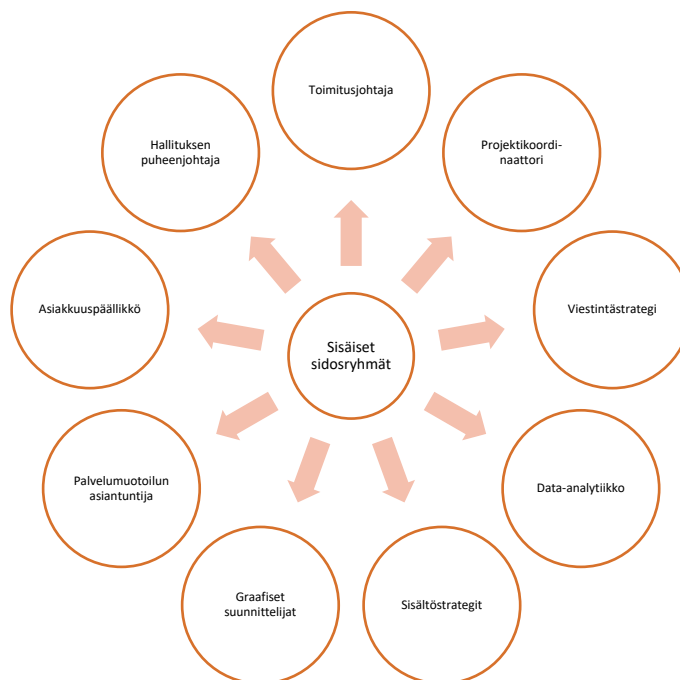 Toimitusjohtaja
Projektikoordi-
naattori
Viestintästrategi
Data-analytiikko
Sisältöstrategit
Graafiset
suunnittelijat
Palvelumuotoilun
asiantuntija
Asiakkuuspäällikkö
Hallituksen
puheenjohtaja
Sisäiset
sidosryhmät